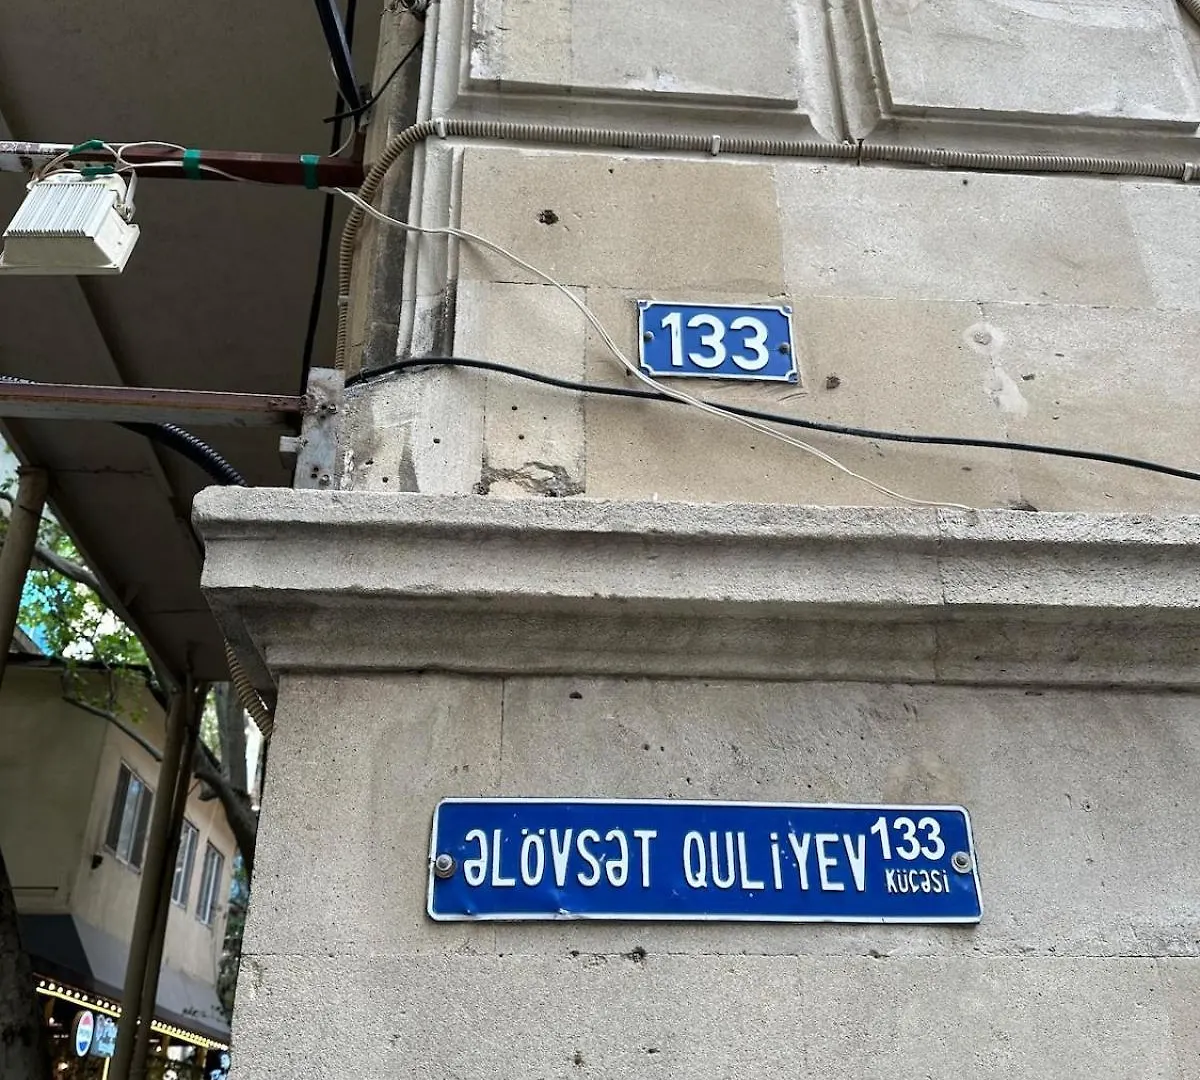 133
ƏLÖVSƏT QULİYEV 133
KÜÇƏSİ